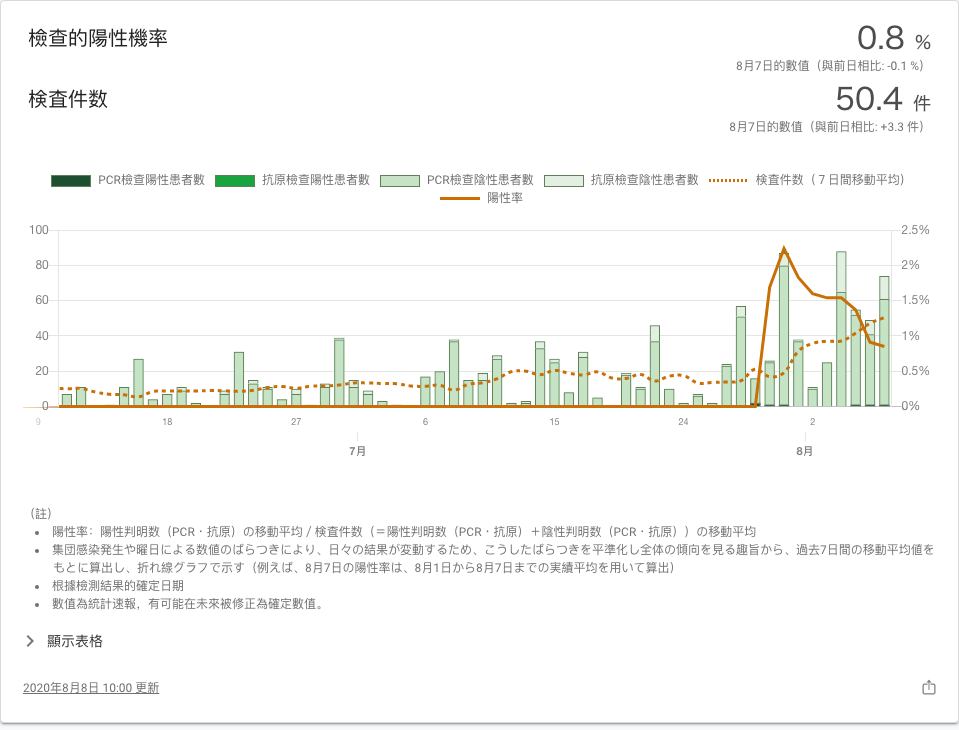 檢查的陽性機率
0.8 %
8月7日的數值（與前日相比: -0.1 %）
検査件数
50.4 件
8月7日的數值（與前日相比: +3.3 件）
PCR檢查陽性患者數 抗原檢查陽性患者數 PCR檢查陰性患者數 抗原檢查陰性患者數 検査件数（７日間移動平均）
陽性率
100 2.5%
80 2%
60 1.5%
40 1%
20 0.5%
0 0%
9 18 27 6 15 24 2
7月 8月
（註）
陽性率：陽性判明数（PCR・抗原）の移動平均 / 検査件数（＝陽性判明数（PCR・抗原）＋陰性判明数（PCR・抗原））の移動平均
集団感染発生や曜日による数値のばらつきにより、日々の結果が変動するため、こうしたばらつきを平準化し全体の傾向を見る趣旨から、過去7日間の移動平均値を
もとに算出し、折れ線グラフで示す（例えば、8月7日の陽性率は、8月1日から8月7日までの実績平均を用いて算出）
根據檢測結果的確定日期
數值為統計速報，有可能在未來被修正為確定數值。
顯示表格
2020年8月8日 10:00 更新